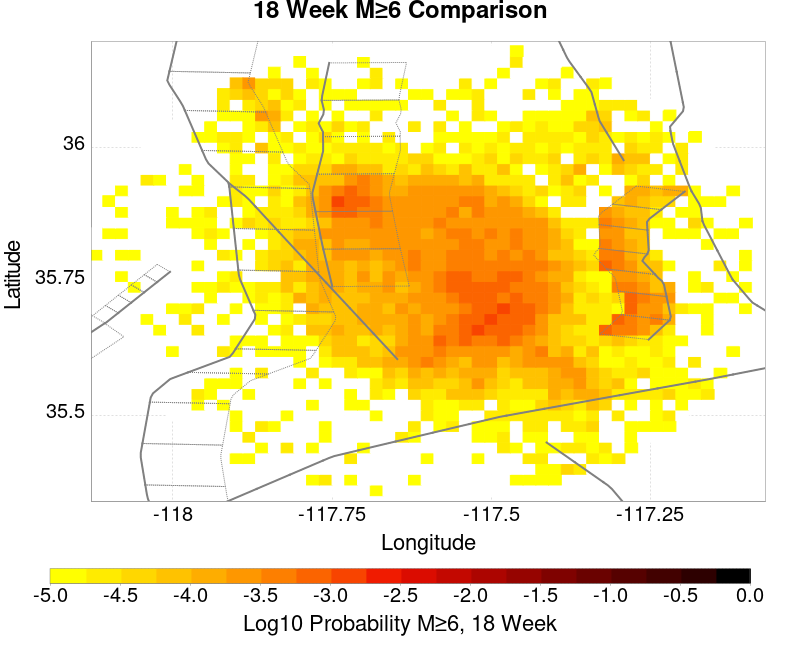 18 Week M≥6 Comparison
36
35.75
35.5
Latitude
-118 -117.75 -117.5 -117.25
Longitude
-5.0 -4.5 -4.0 -3.5 -3.0 -2.5 -2.0 -1.5 -1.0 -0.5 0.0
Log10 Probability M≥6, 18 Week